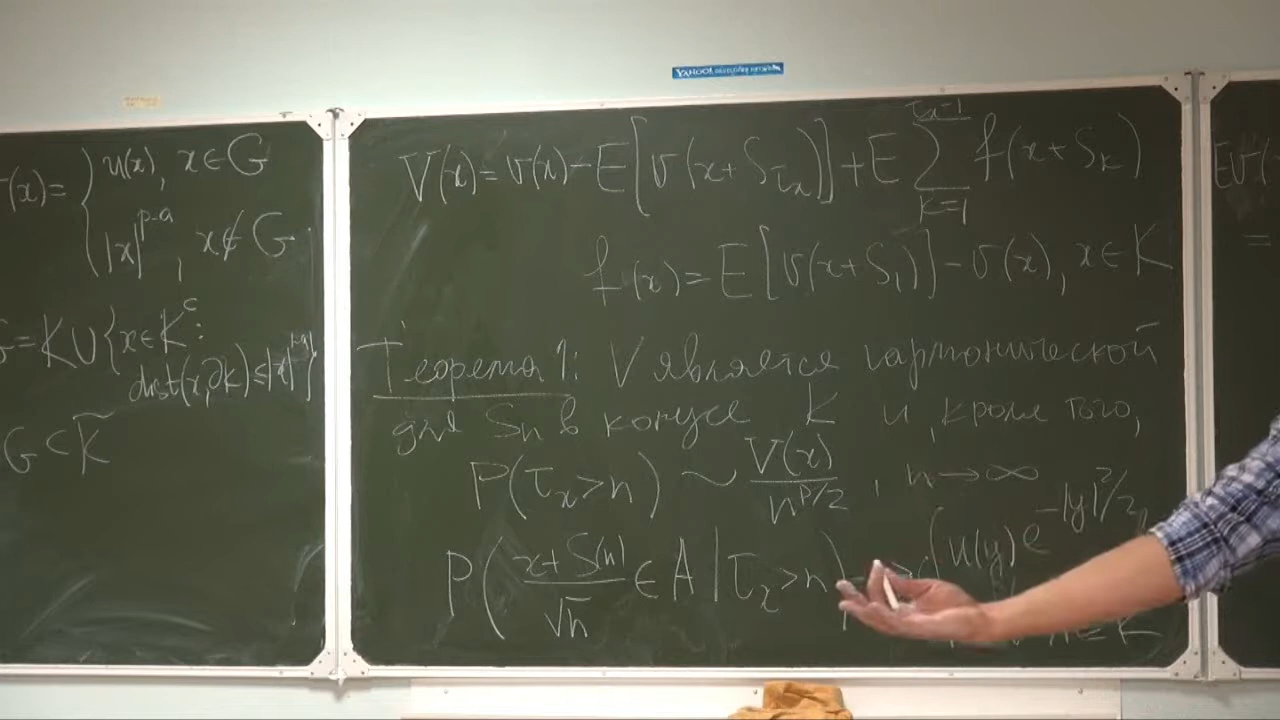 YAHOO!
(x) = { u(x), x ∈ G
|x|^{p-a}, x ∉ G
G = K ∪ {x ∈ K^c :
dist(x, ∂K) ≤ |x|^{1-a}}
G ⊂ K̃
V(x) = v(x) - E[v(x + S_{τ_x})] + E ∑_{k=1}^{τ_x-1} f(x + S_k)
f(x) = E[v(x + S_1)] - v(x), x ∈ K
Теорема 1: V является гармонической
для S_n в конусе K и, кроме того,
P(τ_x > n) ~ V(x)/n^{p/2}, n → ∞
P((x + S(n))/√n ∈ A | τ_x > n) → ∫ u(y) e^{-|y|^2/2}
K
EV(
=